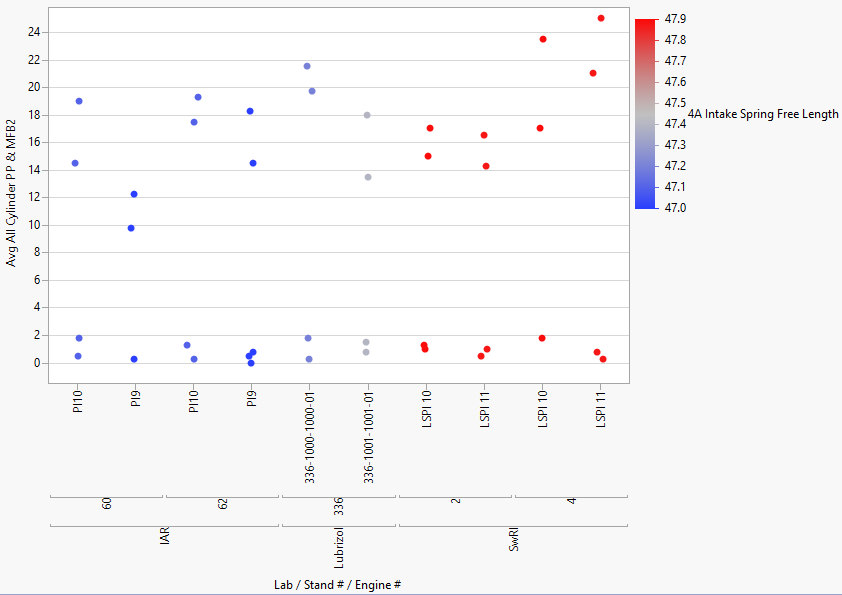 24
22
20
18
16
14
12
10
8
6
4
2
0
Avg All Cylinder PP & MFB2
47.9
47.8
47.7
47.6
47.5
47.4
47.3
47.2
47.1
47.0
4A Intake Spring Free Length
PI10
PI9
PI10
PI9
336-1000-1000-01
336-1001-1001-01
LSPI 10
LSPI 11
LSPI 10
LSPI 11
60
62
336
2
4
IAR
Lubrizol
SwRI
Lab / Stand # / Engine #